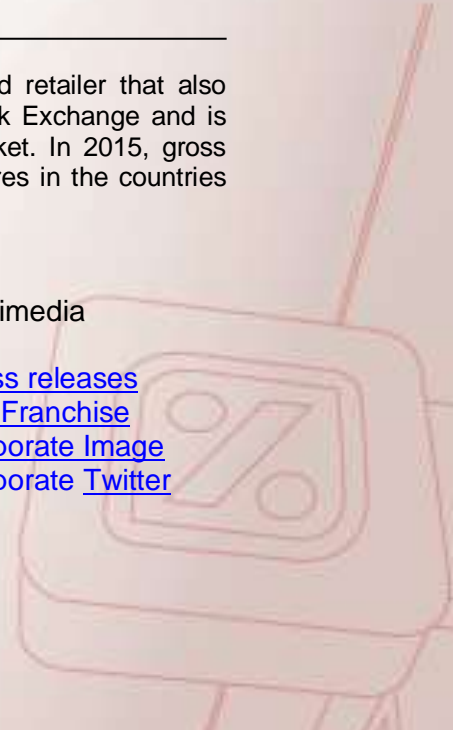 d retailer that also
k Exchange and is
ket. In 2015, gross
res in the countries
imedia
ss releases
Franchise
porate Image
porate Twitter